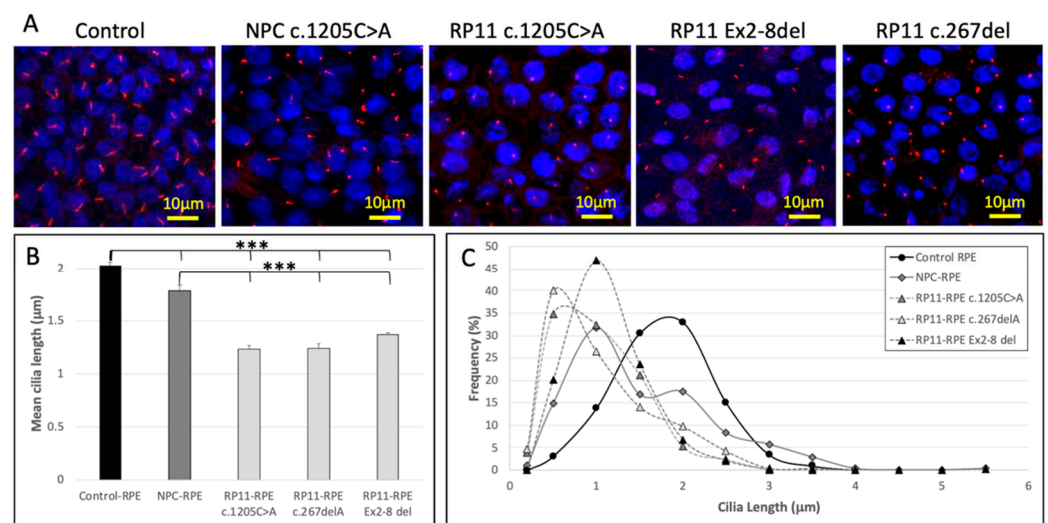 A
Control
NPC c.1205C>A
RP11 c.1205C>A
RP11 Ex2-8del
RP11 c.267del
10μm
10μm
10μm
10μm
10μm
B
***
***
Mean cilia length (μm)
2
1.5
1
0.5
0
Control-RPE
NPC-RPE
RP11-RPE
c.1205C>A
RP11-RPE
c.267delA
RP11-RPE
Ex2-8 del
C
Frequency (%)
50
45
40
35
30
25
20
15
10
5
0
0
1
2
3
4
5
6
Cilia Length (μm)
Control RPE
NPC-RPE
RP11-RPE c.1205C>A
RP11-RPE c.267delA
RP11-RPE Ex2-8 del